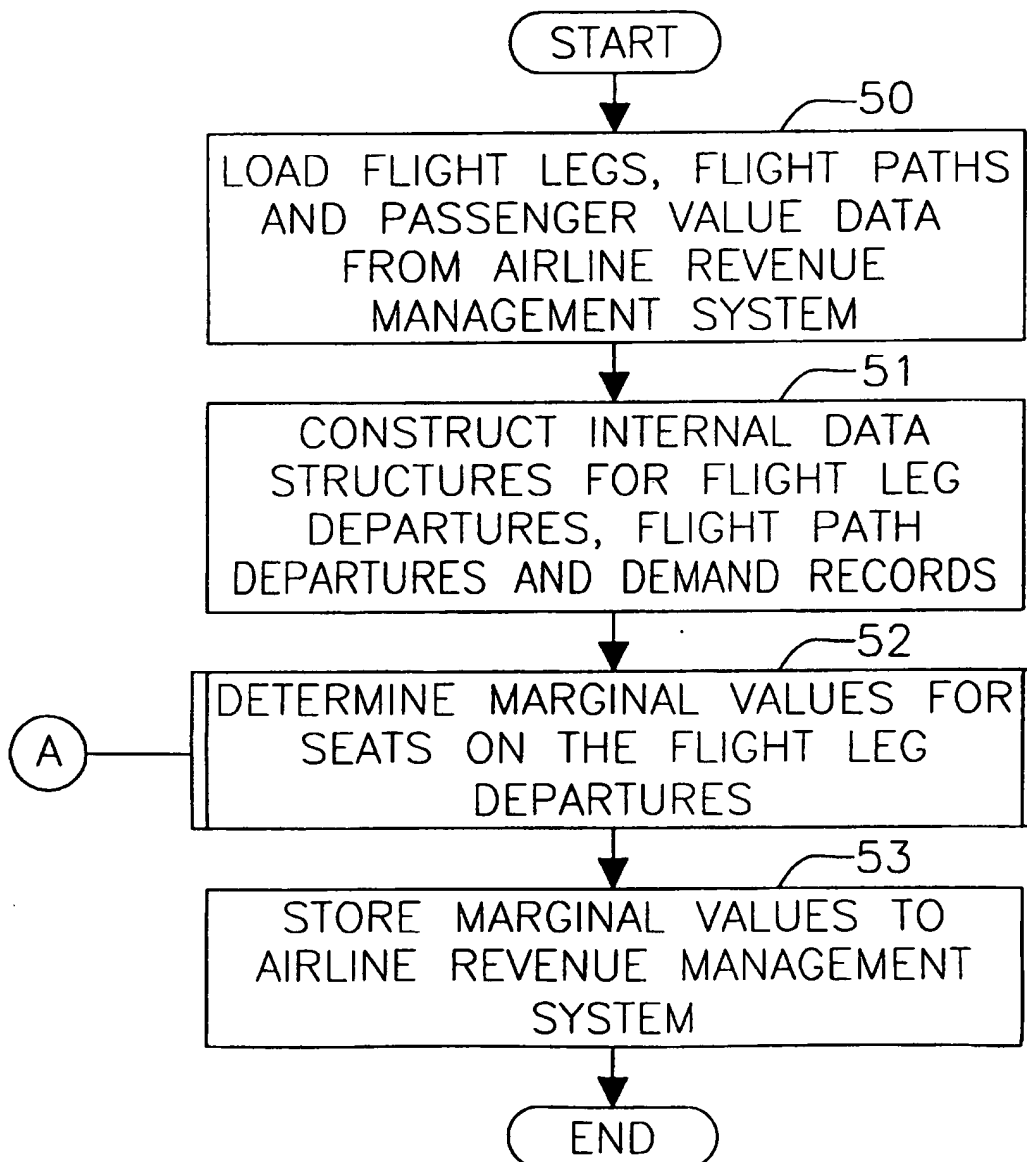 START
50
LOAD FLIGHT LEGS, FLIGHT PATHS
AND PASSENGER VALUE DATA
FROM AIRLINE REVENUE
MANAGEMENT SYSTEM
51
CONSTRUCT INTERNAL DATA
STRUCTURES FOR FLIGHT LEG
DEPARTURES, FLIGHT PATH
DEPARTURES AND DEMAND RECORDS
52
DETERMINE MARGINAL VALUES FOR
SEATS ON THE FLIGHT LEG
DEPARTURES
A
53
STORE MARGINAL VALUES TO
AIRLINE REVENUE MANAGEMENT
SYSTEM
END